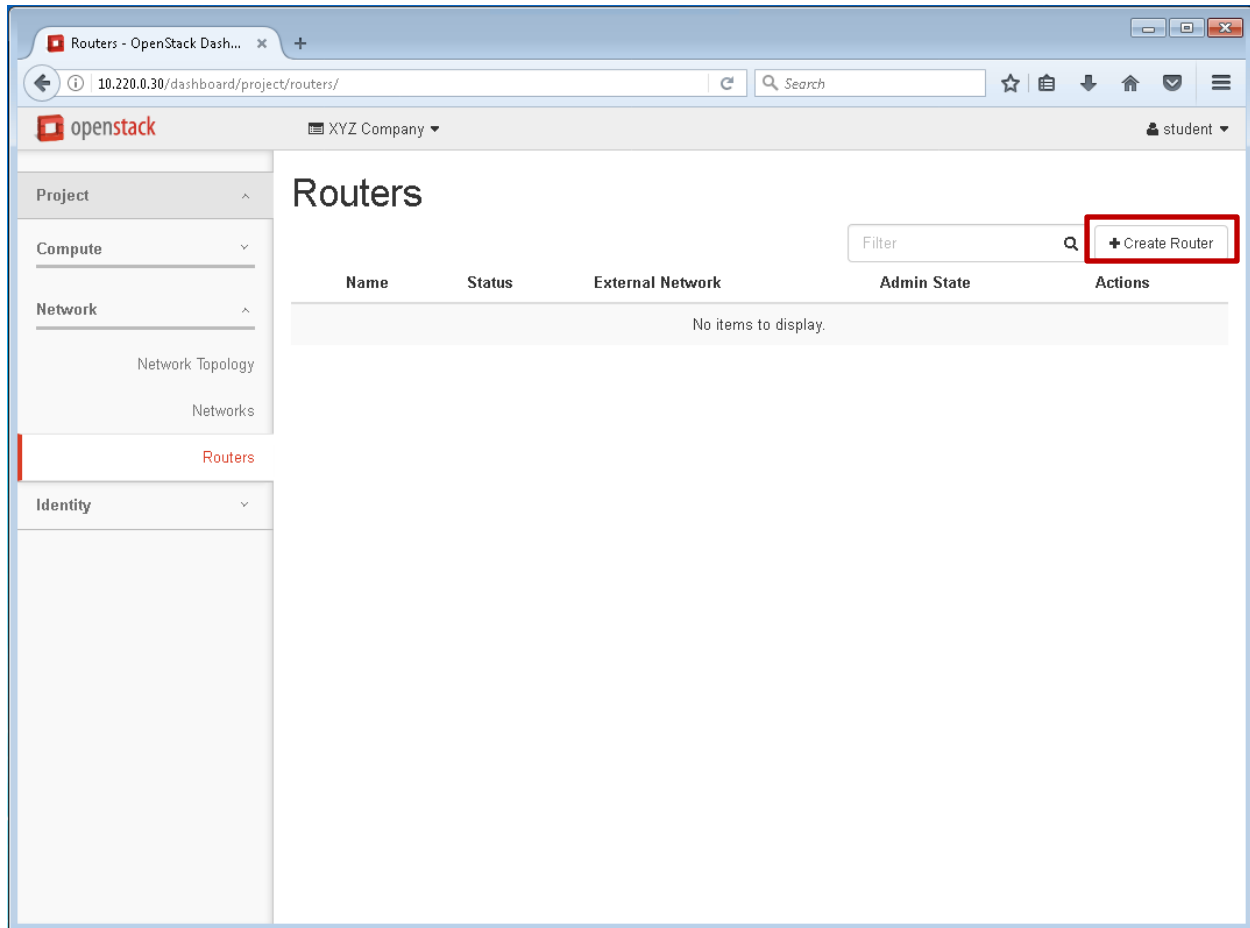 Routers - OpenStack Dash...
10.220.0.30/dashboard/project/routers/
Search
openstack
XYZ Company
student
Project
Compute
Network
Network Topology
Networks
Routers
Identity
Routers
Filter
Create Router
Name Status External Network Admin State Actions
No items to display.